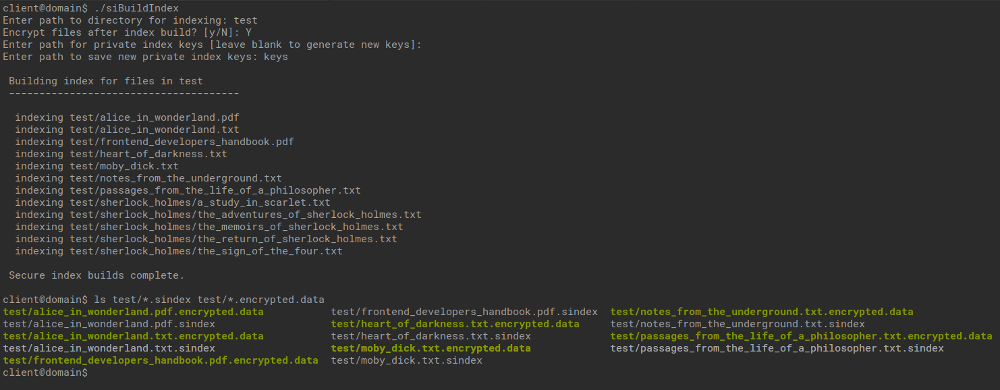 client@domain$ ./siBuildIndex
Enter path to directory for indexing: test
Encrypt files after index build? [y/N]: Y
Enter path for private index keys [leave blank to generate new keys]:
Enter path to save new private index keys: keys
Building index for files in test
--------------------------------------
indexing test/alice_in_wonderland.pdf
indexing test/alice_in_wonderland.txt
indexing test/frontend_developers_handbook.pdf
indexing test/heart_of_darkness.txt
indexing test/moby_dick.txt
indexing test/notes_from_the_underground.txt
indexing test/passages_from_the_life_of_a_philosopher.txt
indexing test/sherlock_holmes/a_study_in_scarlet.txt
indexing test/sherlock_holmes/the_adventures_of_sherlock_holmes.txt
indexing test/sherlock_holmes/the_memoirs_of_sherlock_holmes.txt
indexing test/sherlock_holmes/the_return_of_sherlock_holmes.txt
indexing test/sherlock_holmes/the_sign_of_the_four.txt
Secure index builds complete.
client@domain$ ls test/*.sindex test/*.encrypted.data
test/alice_in_wonderland.pdf.encrypted.data test/frontend_developers_handbook.pdf.sindex test/notes_from_the_underground.txt.encrypted.data
test/alice_in_wonderland.pdf.sindex test/heart_of_darkness.txt.encrypted.data test/notes_from_the_underground.txt.sindex
test/alice_in_wonderland.txt.encrypted.data test/heart_of_darkness.txt.sindex test/passages_from_the_life_of_a_philosopher.txt.encrypted.data
test/alice_in_wonderland.txt.sindex test/moby_dick.txt.encrypted.data test/passages_from_the_life_of_a_philosopher.txt.sindex
test/frontend_developers_handbook.pdf.encrypted.data test/moby_dick.txt.sindex
client@domain$